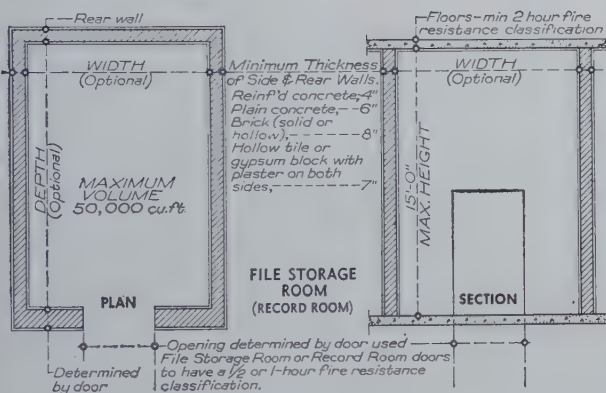 Rear wall
WIDTH
(Optional)
DEPTH
(Optional)
MAXIMUM
VOLUME
50,000 cu.ft.
PLAN
Minimum Thickness
of Side & Rear Walls.
Reinf'd concrete,-4"
Plain concrete,--6"
Brick (solid or
hollow),------8"
Hollow tile or
gypsum block with
plaster on both
sides,--------7"
FILE STORAGE
ROOM
(RECORD ROOM)
Floors-min 2 hour fire
resistance classification
WIDTH
(Optional)
15'-0"
MAX. HEIGHT
SECTION
Opening determined by door used
File Storage Room or Record Room doors
to have a 1/2 or 1-hour fire resistance
classification.
Determined
by door